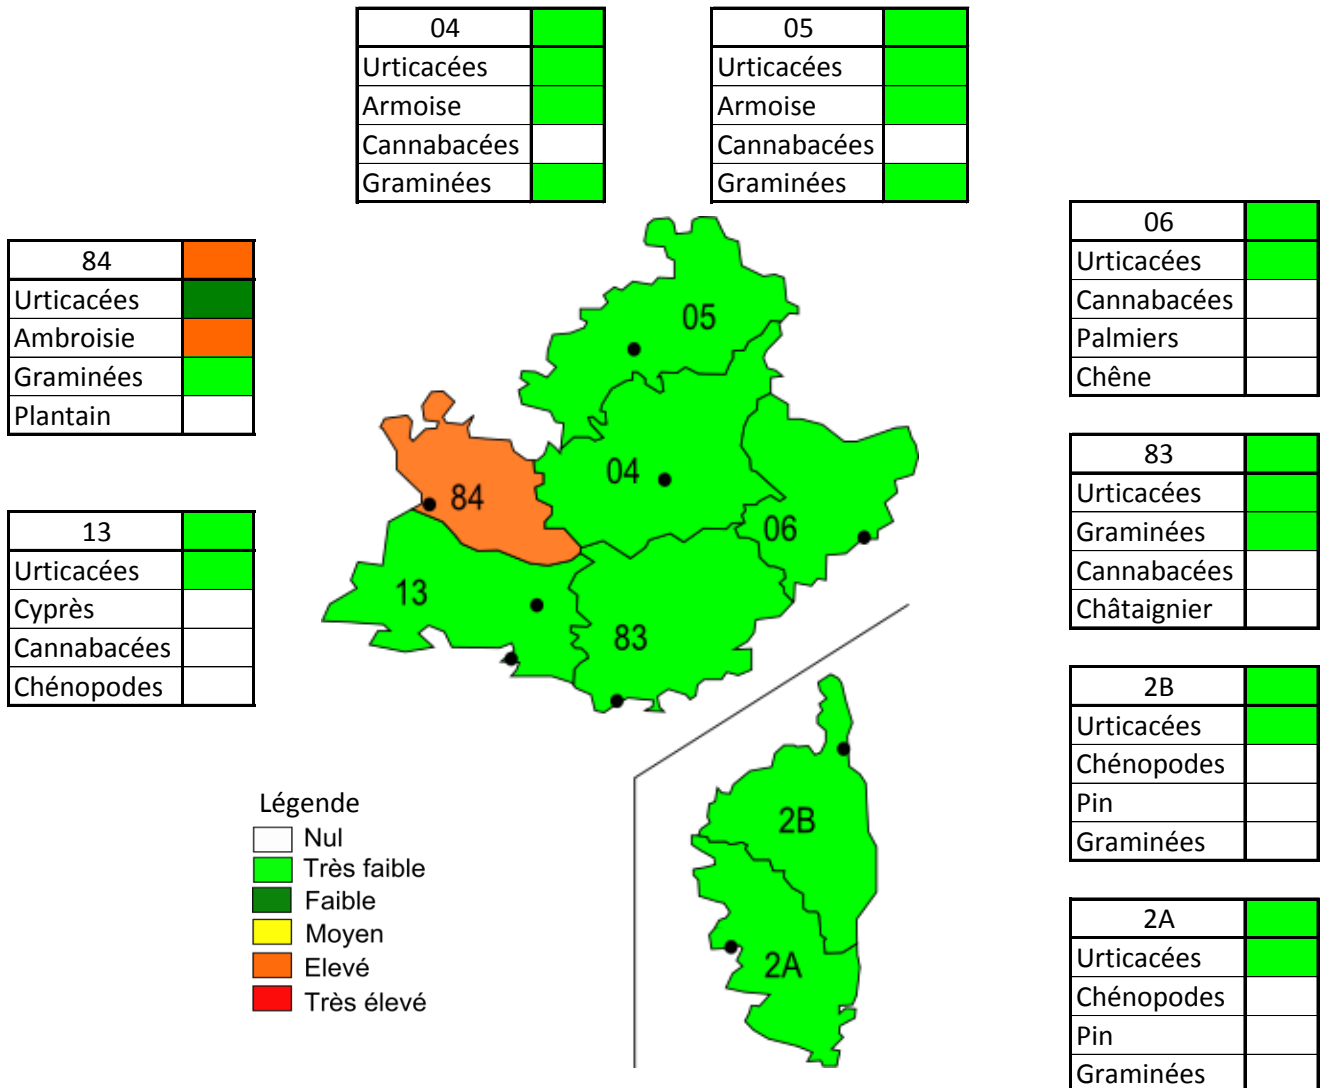 04
Urticacées
Armoise
Cannabacées
Graminées
05
Urticacées
Armoise
Cannabacées
Graminées
84
Urticacées
Ambroisie
Graminées
Plantain
13
Urticacées
Cyprès
Cannabacées
Chénopodes
05
04
84
06
13
83
2B
2A
06
Urticacées
Cannabacées
Palmiers
Chêne
83
Urticacées
Graminées
Cannabacées
Châtaignier
2B
Urticacées
Chénopodes
Pin
Graminées
2A
Urticacées
Chénopodes
Pin
Graminées
Légende
Nul
Très faible
Faible
Moyen
Elevé
Très élevé